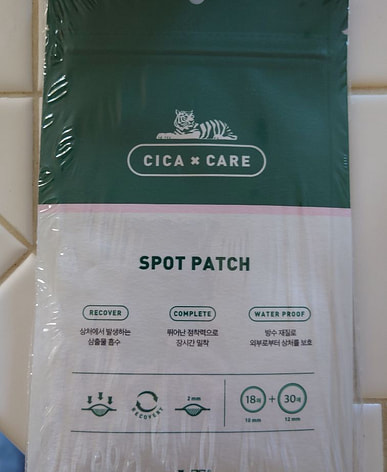 CICA × CARE
SPOT PATCH
RECOVER
상처에서 발생하는
삼출물 흡수
COMPLETE
뛰어난 점착력으로
장시간 밀착
WATER PROOF
방수 재질로
외부로부터 상처를 보호
RECOVERY
2 mm
18매 + 30매
10 mm 12 mm